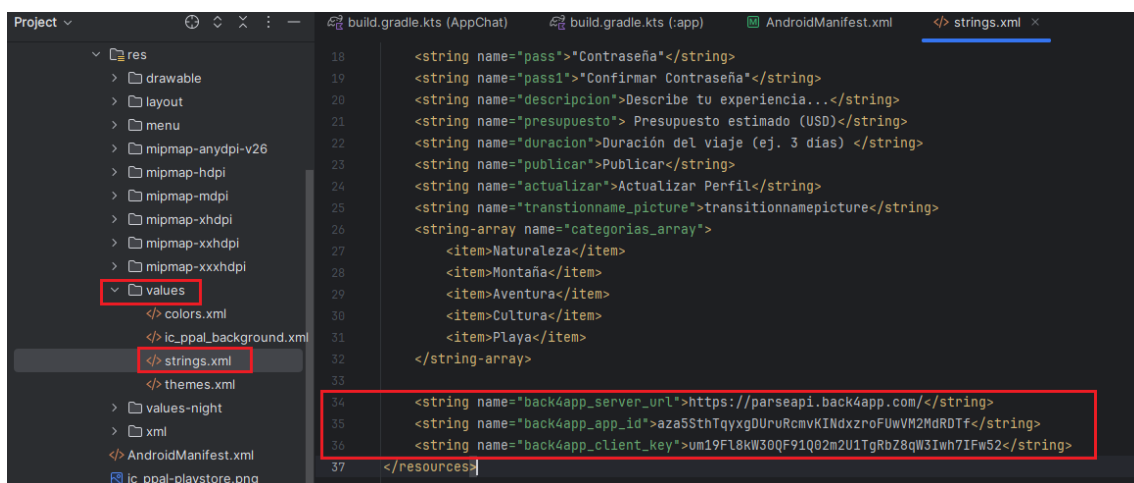 Project
build.gradle.kts (AppChat)
build.gradle.kts (:app)
AndroidManifest.xml
strings.xml
res
drawable
layout
menu
mipmap-anydpi-v26
mipmap-hdpi
mipmap-mdpi
mipmap-xhdpi
mipmap-xxhdpi
mipmap-xxxhdpi
values
colors.xml
ic_ppal_background.xml
strings.xml
themes.xml
values-night
xml
AndroidManifest.xml
ic_ppal-playstore.png
18 <string name="pass">"Contraseña"</string>
19 <string name="pass1">"Confirmar Contraseña"</string>
20 <string name="descripcion">Describe tu experiencia...</string>
21 <string name="presupuesto"> Presupuesto estimado (USD)</string>
22 <string name="duracion">Duración del viaje (ej. 3 días) </string>
23 <string name="publicar">Publicar</string>
24 <string name="actualizar">Actualizar Perfil</string>
25 <string name="transtionname_picture">transitionnamepicture</string>
26 <string-array name="categorias_array">
27 <item>Naturaleza</item>
28 <item>Montaña</item>
29 <item>Aventura</item>
30 <item>Cultura</item>
31 <item>Playa</item>
32 </string-array>
33
34 <string name="back4app_server_url">https://parseapi.back4app.com/</string>
35 <string name="back4app_app_id">aza5SthTqyxgDUruRcmvKINdxzroFUwVM2MdRDTf</string>
36 <string name="back4app_client_key">um19Fl8kW30QF91Q02m2U1TgRbZ8qW3Iwh7IFw52</string>
37 </resources>